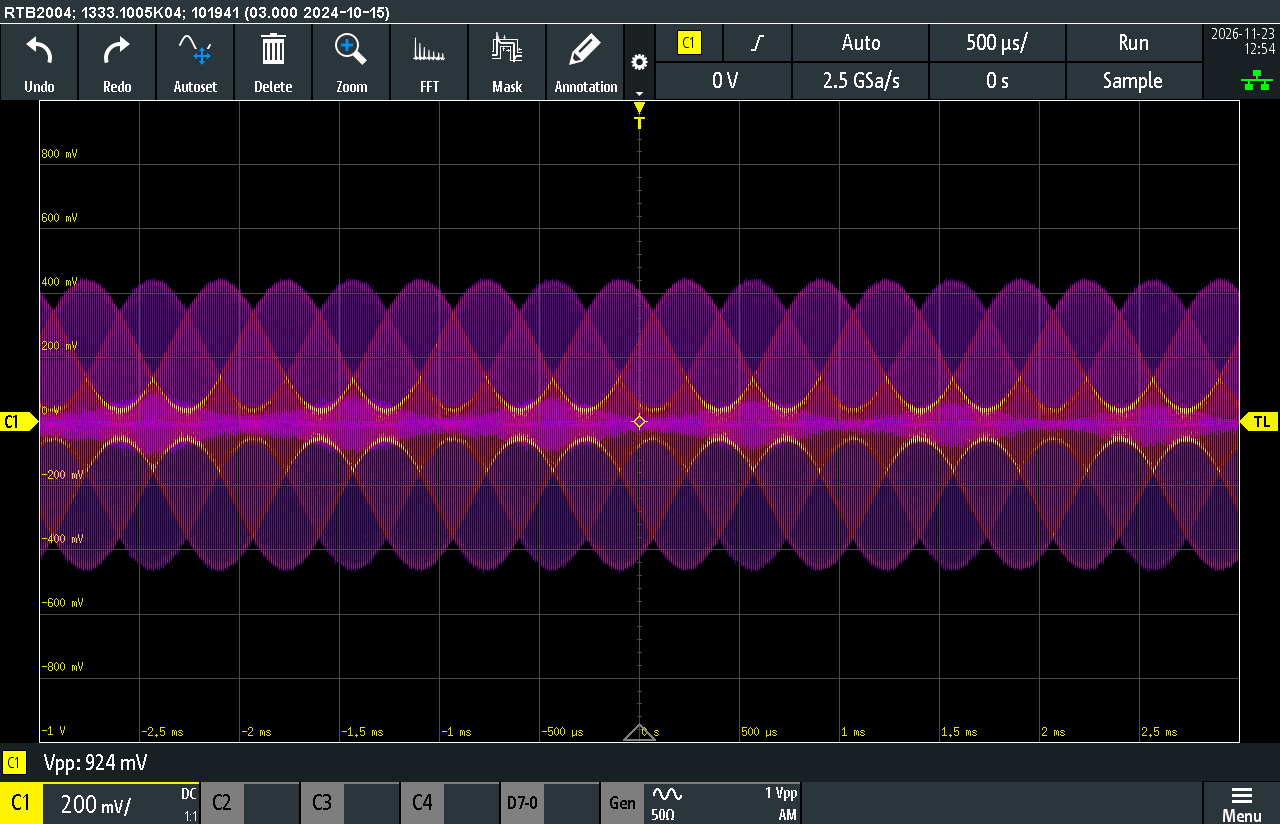 RTB2004; 1333.1005K04; 101941 (03.000 2024-10-15)
Undo Redo Autoset Delete Zoom FFT Mask Annotation
C1 Auto 500 µs/ Run
0 V 2.5 GSa/s 0 s Sample
2026-11-23
12:54
T
800 mV
600 mV
400 mV
200 mV
0 V
C1 TL
-200 mV
-400 mV
-600 mV
-800 mV
-1 V -2.5 ms -2 ms -1.5 ms -1 ms -500 µs 0 s 500 µs 1 ms 1.5 ms 2 ms 2.5 ms
C1 Vpp: 924 mV
C1 200 mV/ DC 1:1 C2 C3 C4 D7-0 Gen 50Ω 1 Vpp AM
Menu